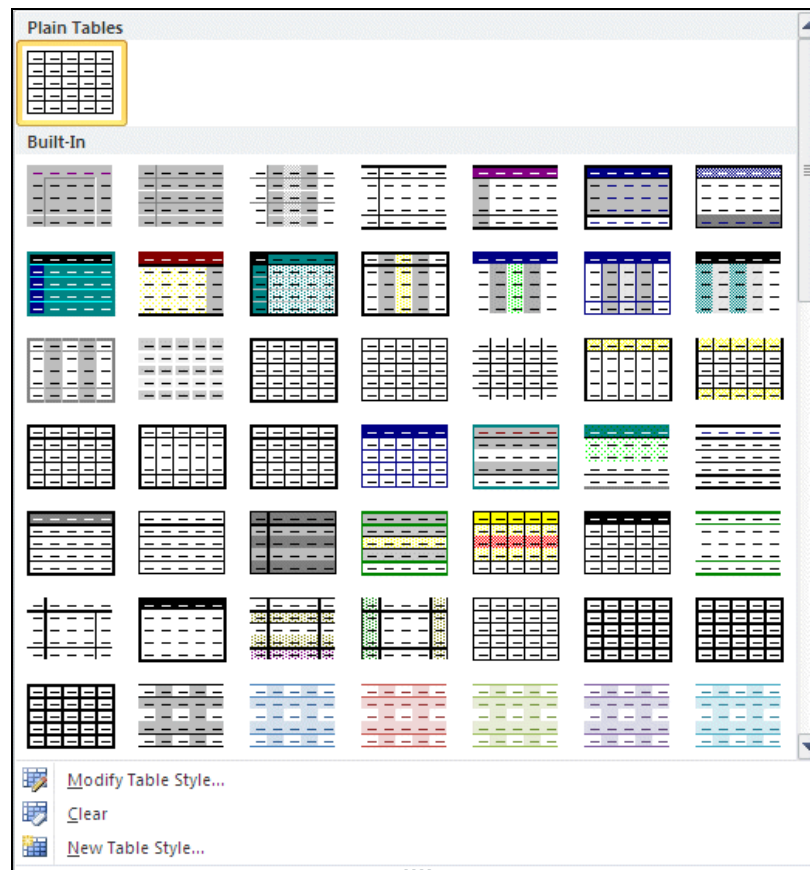 Plain Tables
Built-In
Modify Table Style...
Clear
New Table Style...